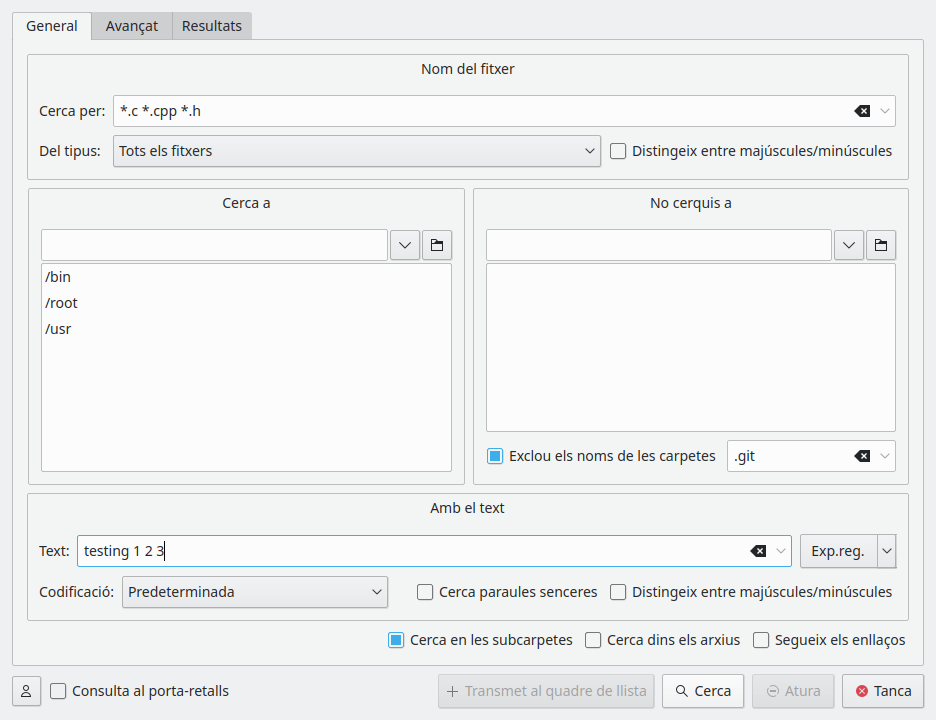 General Avançat Resultats
Nom del fitxer
Cerca per: *.c *.cpp *.h
Del tipus: Tots els fitxers Distingeix entre majúscules/minúscules
Cerca a
/bin
/root
/usr
No cerquis a
Exclou els noms de les carpetes .git
Amb el text
Text: testing 1 2 3 Exp.reg.
Codificació: Predeterminada Cerca paraules senceres Distingeix entre majúscules/minúscules
Cerca en les subcarpetes Cerca dins els arxius Segueix els enllaços
Consulta al porta-retalls Transmet al quadre de llista Cerca Atura Tanca